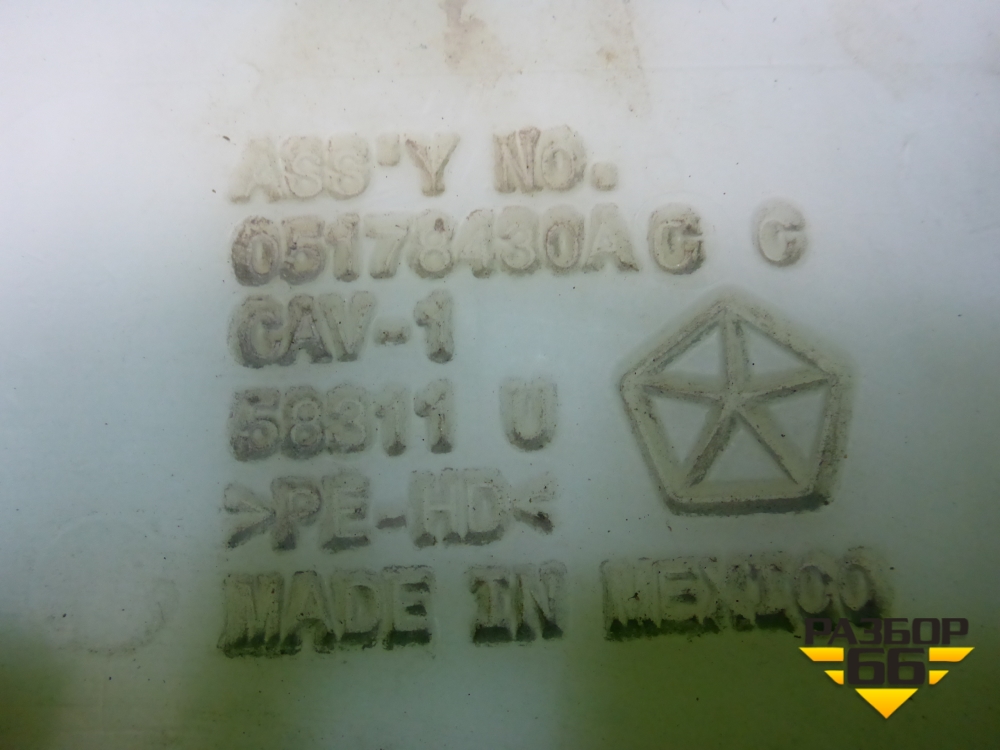 ASS'Y NO.
05178430AG C
CAV-1
58311 U
>PE-HD<
MADE IN MEXICO
РАЗБОР
66